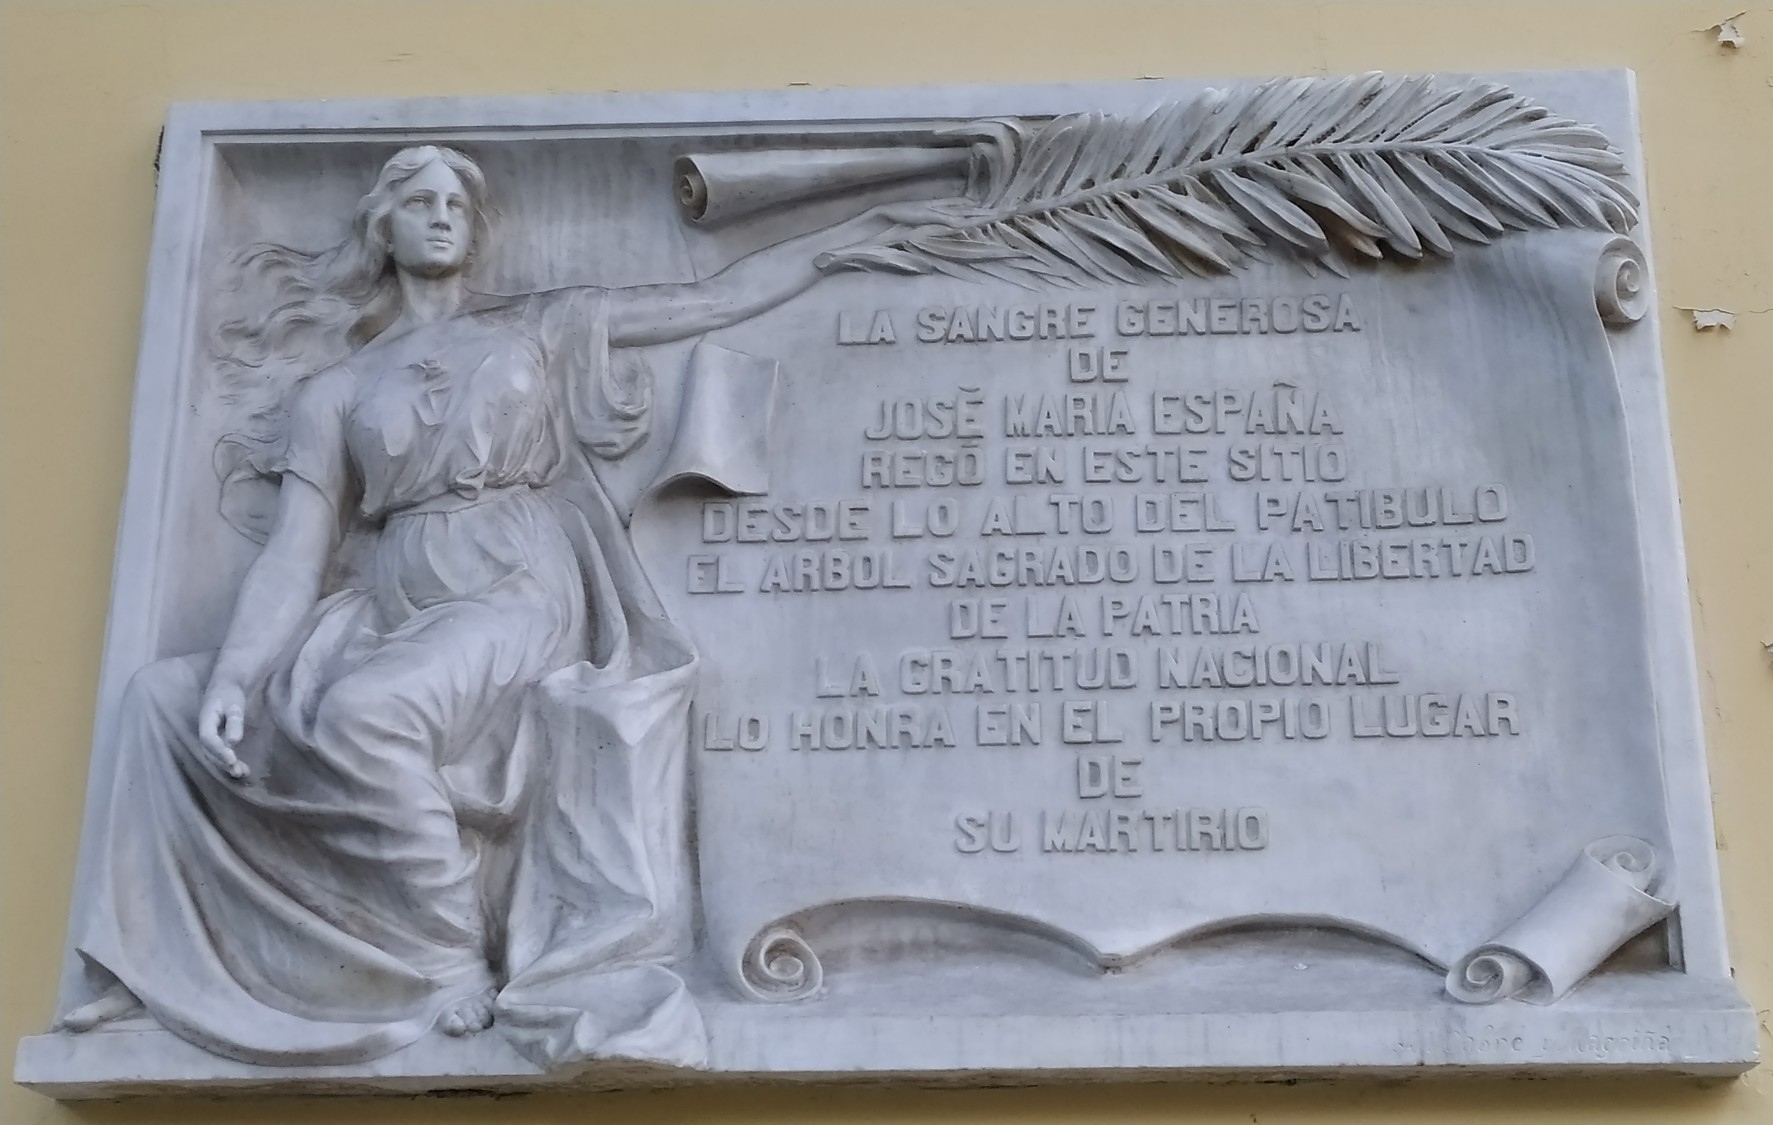 LA SANGRE GENEROSA
DE
JOSÉ MARIA ESPAÑA
REGÓ EN ESTE SITIO
DESDE LO ALTO DEL PATIBULO
EL ARBOL SAGRADO DE LA LIBERTAD
DE LA PATRIA
LA GRATITUD NACIONAL
LO HONRA EN EL PROPIO LUGAR
DE
SU MARTIRIO